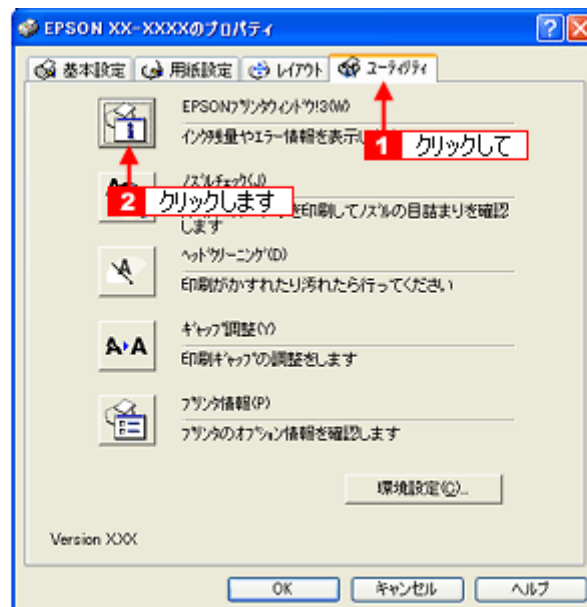 EPSON XX-XXXXのプロパティ
基本設定 用紙設定 レイアウト ユーティリティ
EPSONプリンタウィンドウ!3(W)
インク残量やエラー情報を表示し
1 クリックして
ノズルチェック(J)
2 クリックします
を印刷してノズルの目詰まりを確認
します
ヘッドクリーニング(D)
印刷がかすれたり汚れたら行ってください
ギャップ調整(Y)
A▸A
印刷ギャップの調整をします
プリンタ情報(P)
プリンタのオプション情報を確認します
環境設定(C)...
Version XXX
OK キャンセル ヘルプ